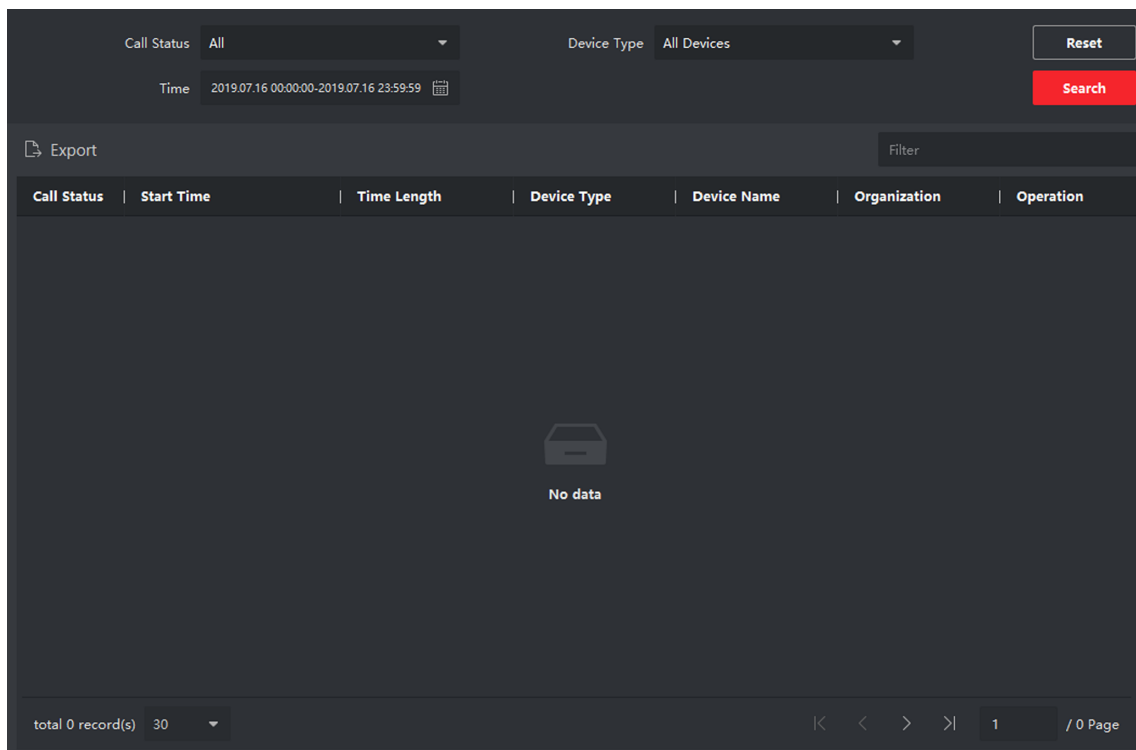 Call Status All Device Type All Devices Reset
Time 2019.07.16 00:00:00-2019.07.16 23:59:59 Search
Export Filter
Call Status | Start Time | Time Length | Device Type | Device Name | Organization | Operation
No data
total 0 record(s) 30 1 / 0 Page